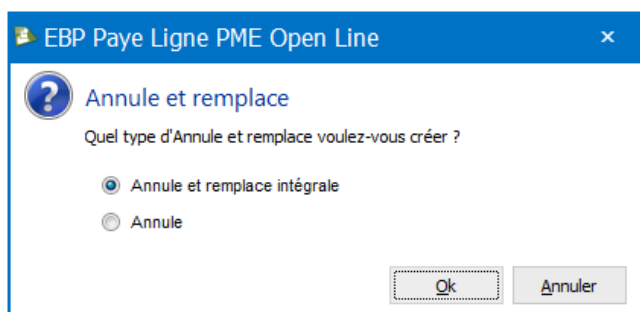 EBP Paye Ligne PME Open Line
Annule et remplace
Quel type d'Annule et remplace voulez-vous créer ?
Annule et remplace intégrale
Annule
Ok
Annuler